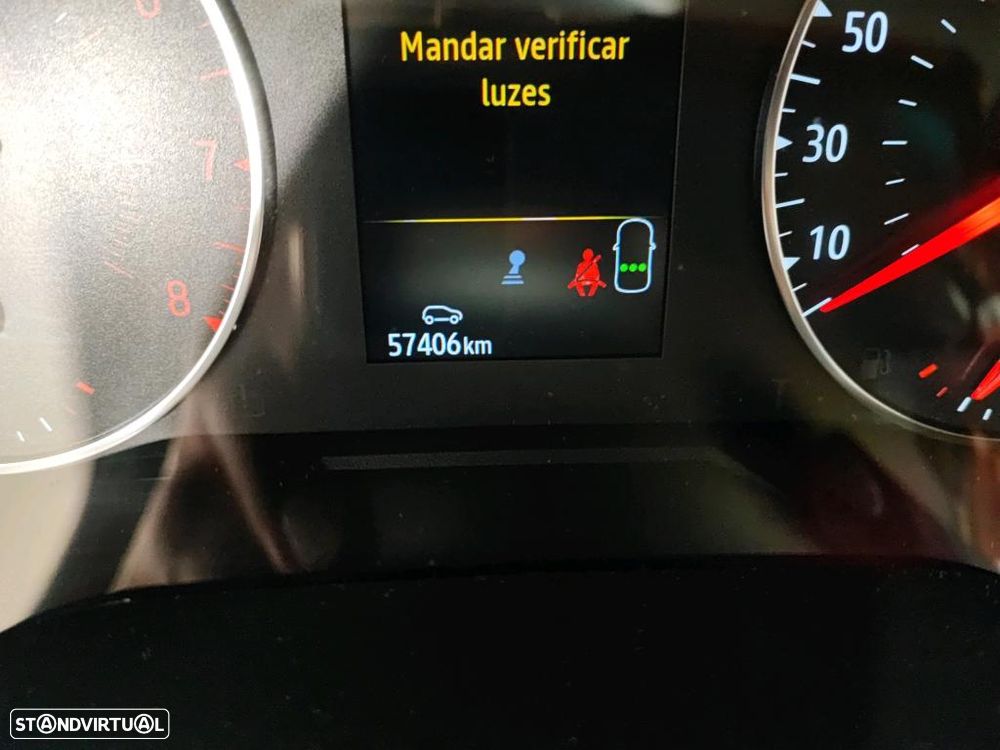 Mandar verificar
luzes
50
7
30
10
8
57406km
STANDVIRTUAL